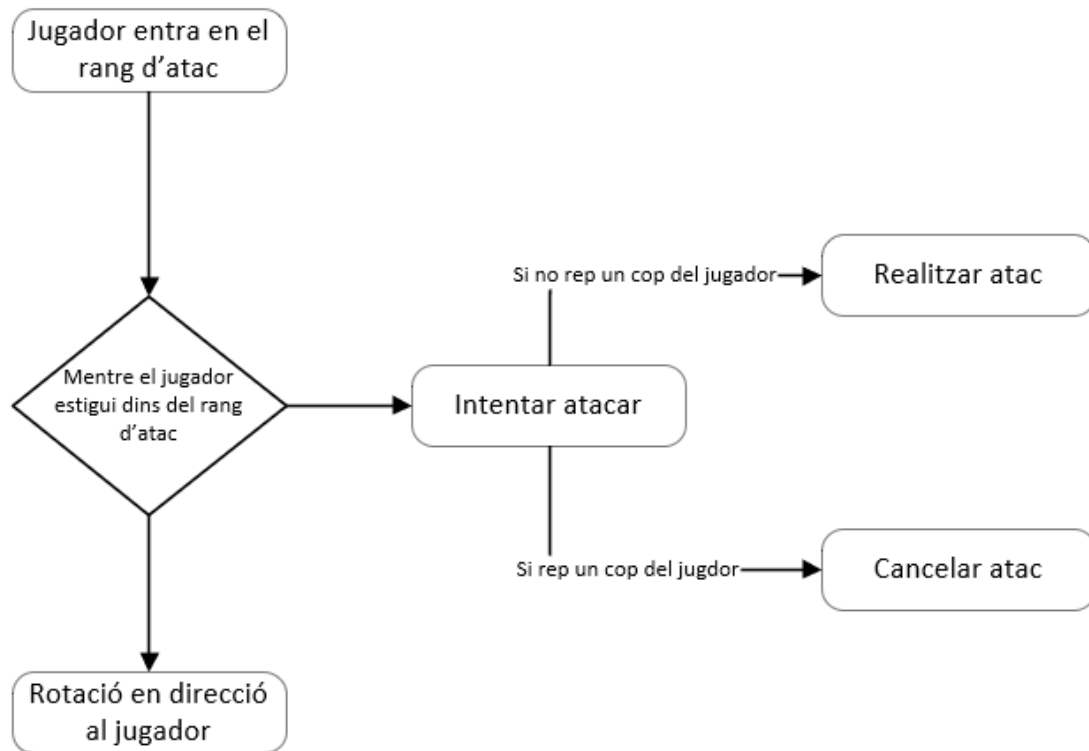 Jugador entra en el
rang d’atac
Si no rep un cop del jugador
Realitzar atac
Mentre el jugador
estigui dins del rang
d’atac
Intentar atacar
Si rep un cop del jugdor
Cancelar atac
Rotació en direcció
al jugador